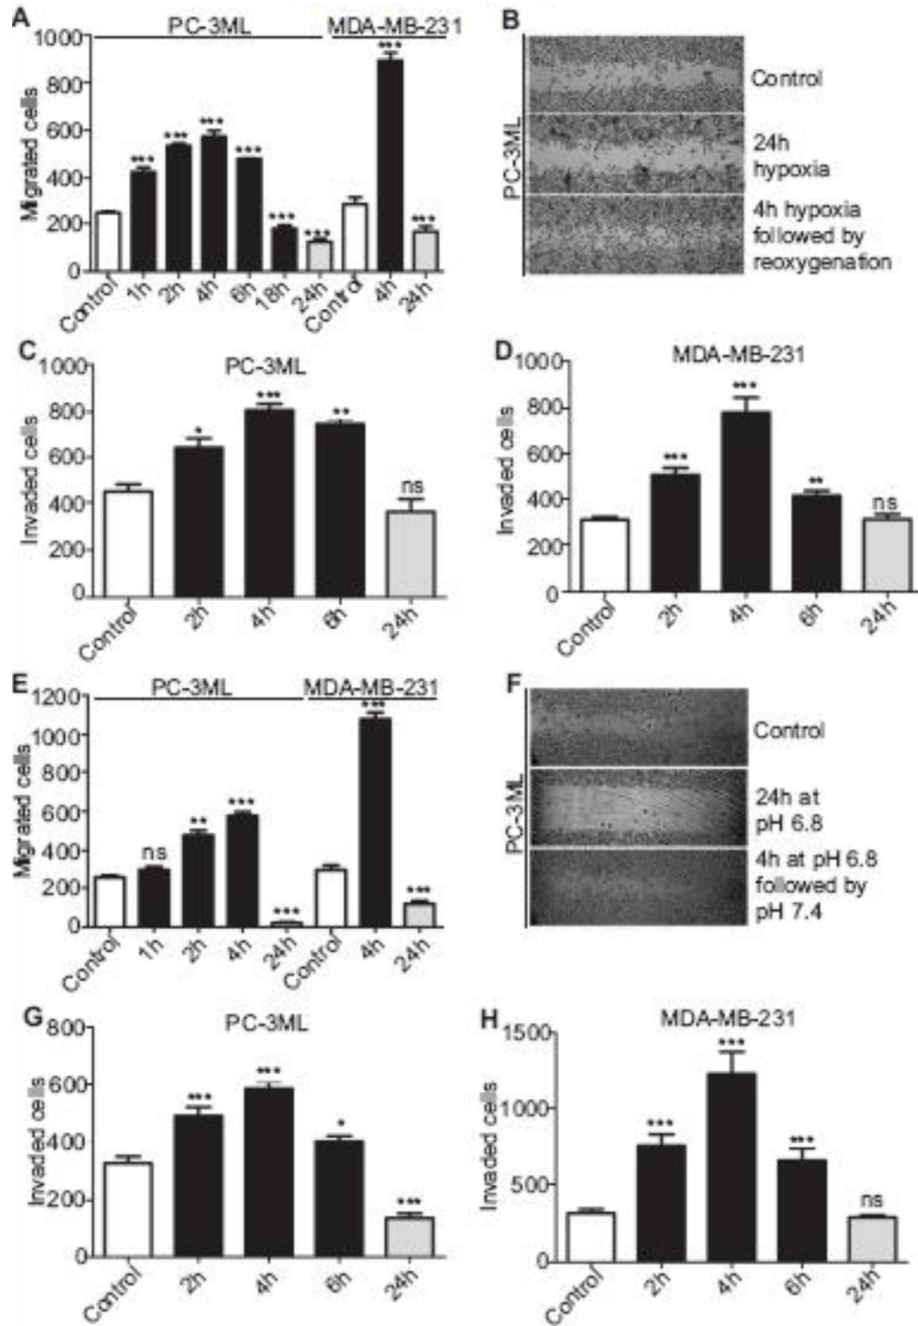 A
PC-3ML
MDA-MB-231
Migrated cells
1000
800
600
400
200
0
***
***
***
***
***
***
***
***
Control
1h
2h
4h
6h
18h
24h
Control
4h
24h
B
PC-3ML
Control
24h
hypoxia
4h hypoxia
followed by
reoxygenation
C
PC-3ML
Invaded cells
1000
800
600
400
200
0
*
***
**
ns
Control
2h
4h
6h
24h
D
MDA-MB-231
Invaded cells
1000
800
600
400
200
0
***
***
**
ns
Control
2h
4h
6h
24h
E
PC-3ML
MDA-MB-231
Migrated cells
1200
1000
800
600
400
200
0
ns
**
***
***
***
***
Control
1h
2h
4h
24h
Control
4h
24h
F
PC-3ML
Control
24h at
pH 6.8
4h at pH 6.8
followed by
pH 7.4
G
PC-3ML
Invaded cells
800
600
400
200
0
***
***
*
***
Control
2h
4h
6h
24h
H
MDA-MB-231
Invaded cells
1500
1000
500
0
***
***
***
ns
Control
2h
4h
6h
24h